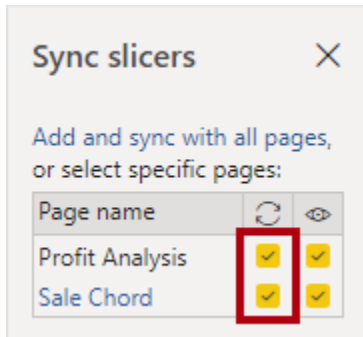 Sync slicers
Add and sync with all pages,
or select specific pages:
Page name
Profit Analysis
Sale Chord